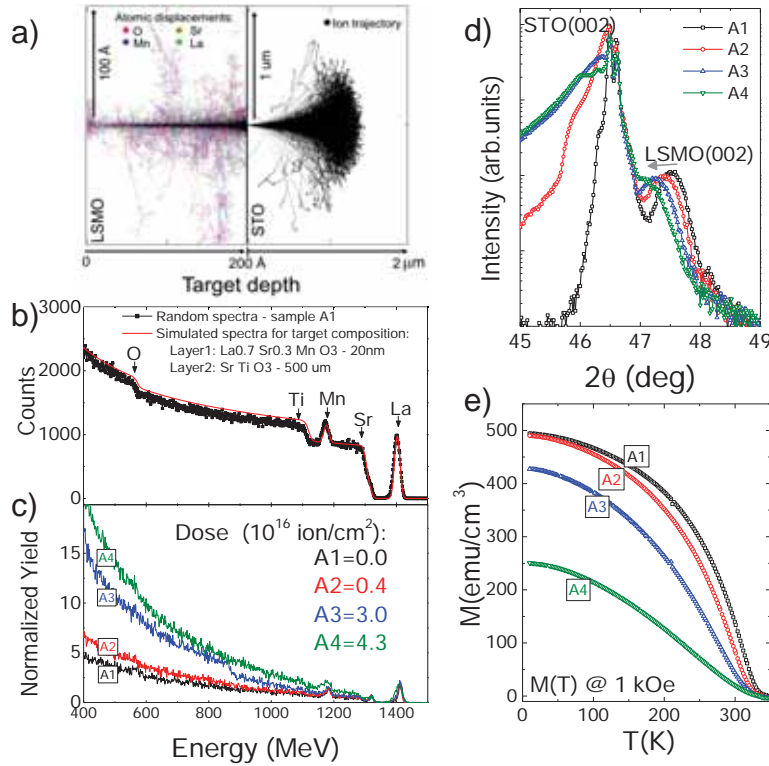 a)
Atomic displacements:
O Sr
Mn La
Ion trajectory
100 Å
1 um
LSMO
STO
0 200 Å 2 μm
Target depth
b)
3000
2000
1000
0
Counts
Random spectra - sample A1
Simulated spectra for target composition:
Layer1: La0.7 Sr0.3 Mn O3 - 20nm
Layer2: Sr Ti O3 - 500 um
O
Ti
Mn
Sr
La
c)
15
10
5
0
Normalized Yield
Dose (10^16 ion/cm²):
A1=0.0
A2=0.4
A3=3.0
A4=4.3
A4
A3
A2
A1
400 600 800 1000 1200 1400
Energy (MeV)
d)
STO(002)
A1
A2
A3
A4
LSMO(002)
Intensity (arb.units)
45 46 47 48 49
2θ (deg)
e)
500
400
300
200
100
0
M(emu/cm³)
A1
A2
A3
A4
M(T) @ 1 kOe
0 100 200 300
T(K)